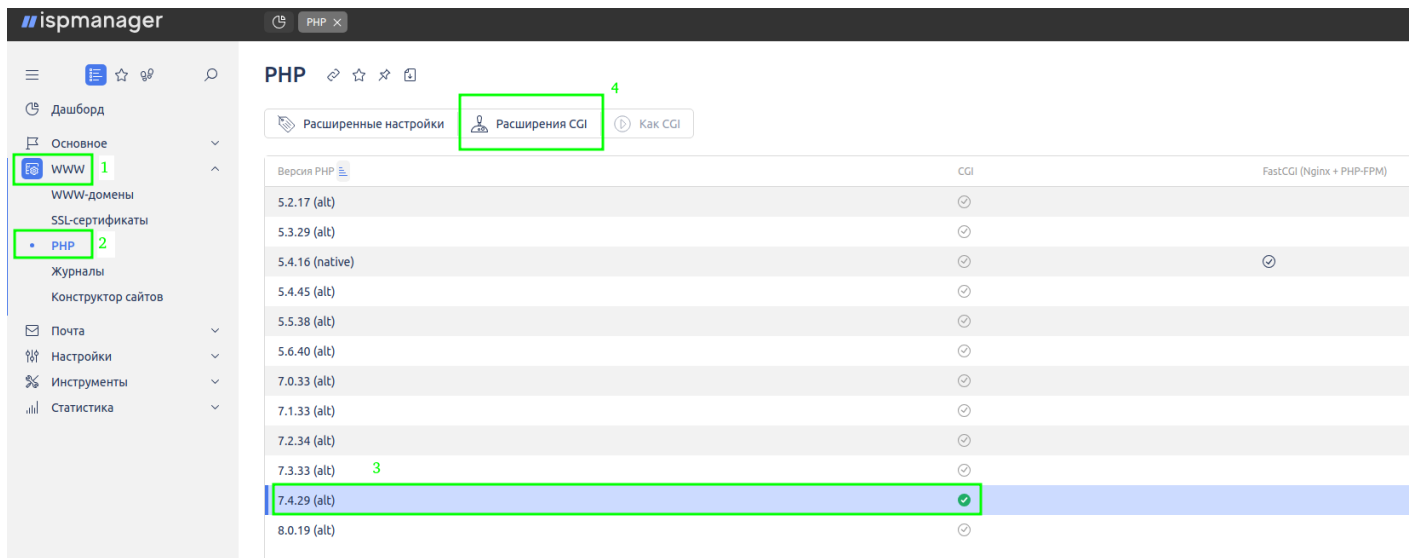 ispmanager
PHP
PHP
4
Дашборд
Расширенные настройки
Расширения CGI
Как CGI
Основное
WWW 1
Версия PHP
CGI
FastCGI (Nginx + PHP-FPM)
WWW-домены
SSL-сертификаты
PHP 2
Журналы
Конструктор сайтов
Почта
Настройки
Инструменты
Статистика
5.2.17 (alt)
5.3.29 (alt)
5.4.16 (native)
5.4.45 (alt)
5.5.38 (alt)
5.6.40 (alt)
7.0.33 (alt)
7.1.33 (alt)
7.2.34 (alt)
7.3.33 (alt) 3
7.4.29 (alt)
8.0.19 (alt)